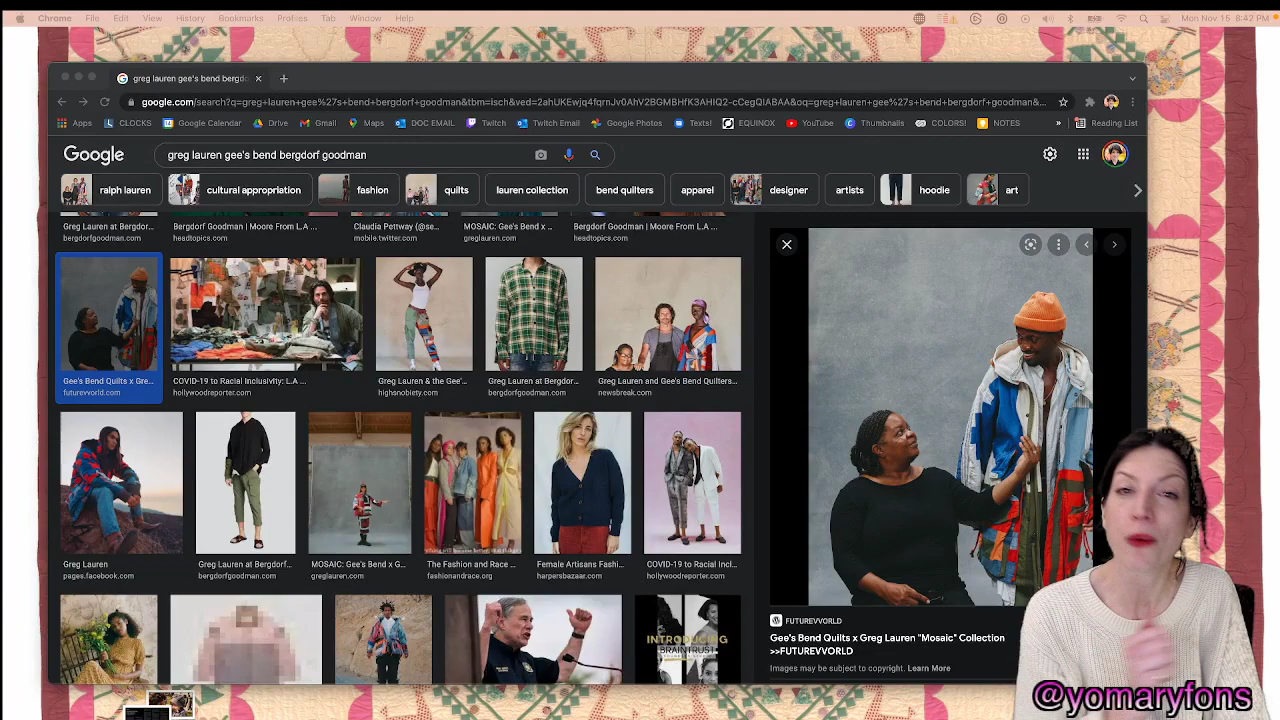 Chrome File Edit View History Bookmarks Profiles Tab Window Help
Mon Nov 15 8:42 PM
greg lauren gee's bend bergdo
google.com/search?q=greg+lauren+gee%27s+bend+bergdorf+goodman&tbm=isch&ved=2ahUKEwjq4fqrnJv0AhV2BGMBHfK3AHIQ2-cCegQIABAA&oq=greg+lauren+gee%27s+bend+bergdorf+goodman&...
Apps CLOCKS Google Calendar Drive Gmail Maps DOC EMAIL Twitch Twitch Email Google Photos Texts! EQUINOX YouTube Thumbnails COLORS! NOTES » Reading List
Google greg lauren gee's bend bergdorf goodman
ralph lauren cultural appropriation fashion quilts lauren collection bend quilters apparel designer artists hoodie art
Greg Lauren at Bergdor... Bergdorf Goodman | Moore From L.A ... Claudia Pettway (@se... MOSAIC: Gee's Bend x ... Bergdorf Goodman | Moore From L.A ...
bergdorfgoodman.com headtopics.com mobile.twitter.com greglauren.com headtopics.com
Gee's Bend Quilts x Gre... COVID-19 to Racial Inclusivity: L.A ... Greg Lauren & the Gee'... Greg Lauren at Bergdor... Greg Lauren and Gee's Bend Quilters...
futurevvorld.com hollywoodreporter.com highsnobiety.com bergdorfgoodman.com newsbreak.com
Greg Lauren Greg Lauren at Bergdor... MOSAIC: Gee's Bend x G... The Fashion and Race ... Female Artisans Fashi... COVID-19 to Racial Incl...
pages.facebook.com bergdorfgoodman.com greglauren.com fashionandrace.org harpersbazaar.com hollywoodreporter.com
INTRODUCING
BRAINTRUST
FUTUREVVORLD
Gee's Bend Quilts x Greg Lauren "Mosaic" Collection
>>FUTUREVVORLD
Images may be subject to copyright. Learn More
@yomaryfons